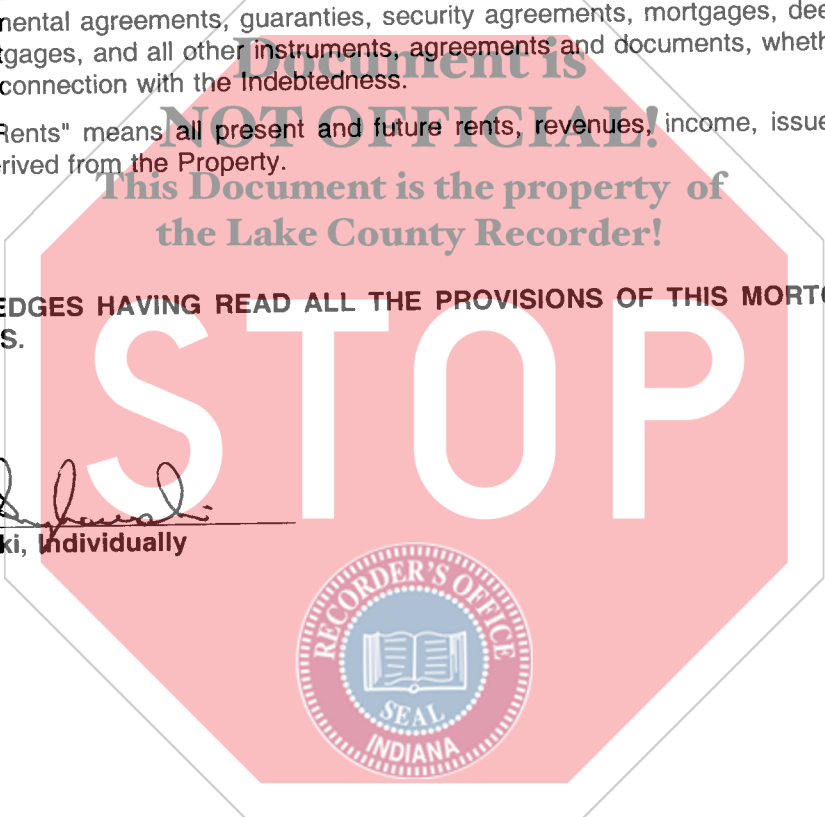 nental agreements, guaranties, security agreements, mortgages, dee
tgages, and all other instruments, agreements and documents, wheth
connection with the Indebtedness.
Document is
NOT OFFICIAL!
Rents" means all present and future rents, revenues, income, issue
erived from the Property.
This Document is the property of
the Lake County Recorder!
EDGES HAVING READ ALL THE PROVISIONS OF THIS MORTG
S.
STOP
ki, Individually
RECORDER'S OFFICE
SEAL
INDIANA